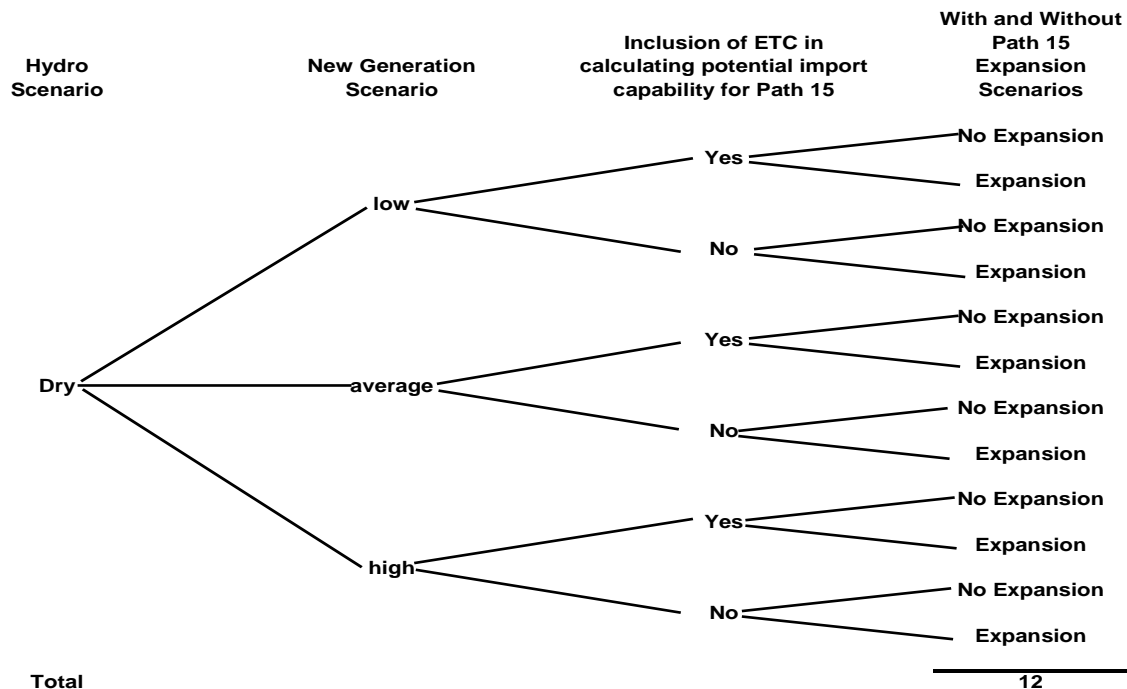 Hydro
Scenario
New Generation
Scenario
Inclusion of ETC in
calculating potential import
capability for Path 15
With and Without
Path 15
Expansion
Scenarios
Dry
low
Yes
No Expansion
Expansion
No
No Expansion
Expansion
average
Yes
No Expansion
Expansion
No
No Expansion
Expansion
high
Yes
No Expansion
Expansion
No
No Expansion
Expansion
Total
12